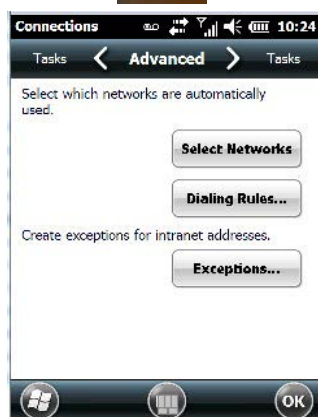 Connections 10:24
Tasks Advanced Tasks
Select which networks are automatically
used.
Select Networks
Dialing Rules...
Create exceptions for intranet addresses.
Exceptions...
OK